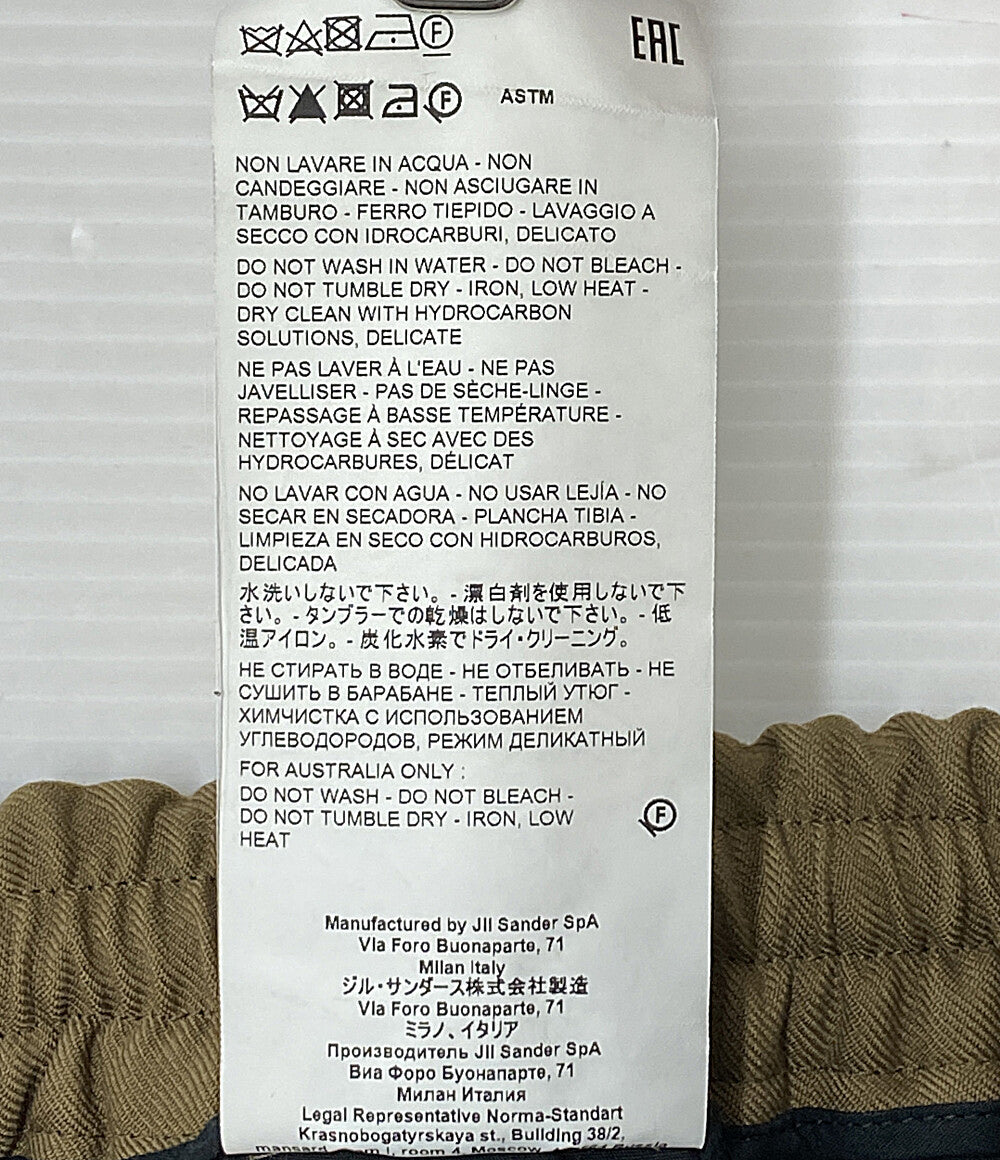 F
EAC
F
ASTM
NON LAVARE IN ACQUA - NON
CANDEGGIARE - NON ASCIUGARE IN
TAMBURO - FERRO TIEPIDO - LAVAGGIO A
SECCO CON IDROCARBURI, DELICATO
DO NOT WASH IN WATER - DO NOT BLEACH -
DO NOT TUMBLE DRY - IRON, LOW HEAT -
DRY CLEAN WITH HYDROCARBON
SOLUTIONS, DELICATE
NE PAS LAVER À L'EAU - NE PAS
JAVELLISER - PAS DE SÈCHE-LINGE -
REPASSAGE À BASSE TEMPÉRATURE -
NETTOYAGE À SEC AVEC DES
HYDROCARBURES, DÉLICAT
NO LAVAR CON AGUA - NO USAR LEJÍA - NO
SECAR EN SECADORA - PLANCHA TIBIA -
LIMPIEZA EN SECO CON HIDROCARBUROS,
DELICADA
水洗いしないで下さい。- 漂白剤を使用しないで下
さい。- タンブラーでの乾燥はしないで下さい。- 低
温アイロン。- 炭化水素でドライ・クリーニング。
НЕ СТИРАТЬ В ВОДЕ - НЕ ОТБЕЛИВАТЬ - НЕ
СУШИТЬ В БАРАБАНЕ - ТЕПЛЫЙ УТЮГ -
ХИМЧИСТКА С ИСПОЛЬЗОВАНИЕМ
УГЛЕВОДОРОДОВ, РЕЖИМ ДЕЛИКАТНЫЙ
FOR AUSTRALIA ONLY :
DO NOT WASH - DO NOT BLEACH -
DO NOT TUMBLE DRY - IRON, LOW
HEAT
F
Manufactured by Jil Sander SpA
Via Foro Buonaparte, 71
Milan Italy
ジル・サンダース株式会社製造
Via Foro Buonaparte, 71
ミラノ、イタリア
Производитель Jil Sander SpA
Виа Форо Буонапарте, 71
Милан Италия
Legal Representative Norma-Standart
Krasnobogatyrskaya st., Building 38/2,
room 4, Moscow